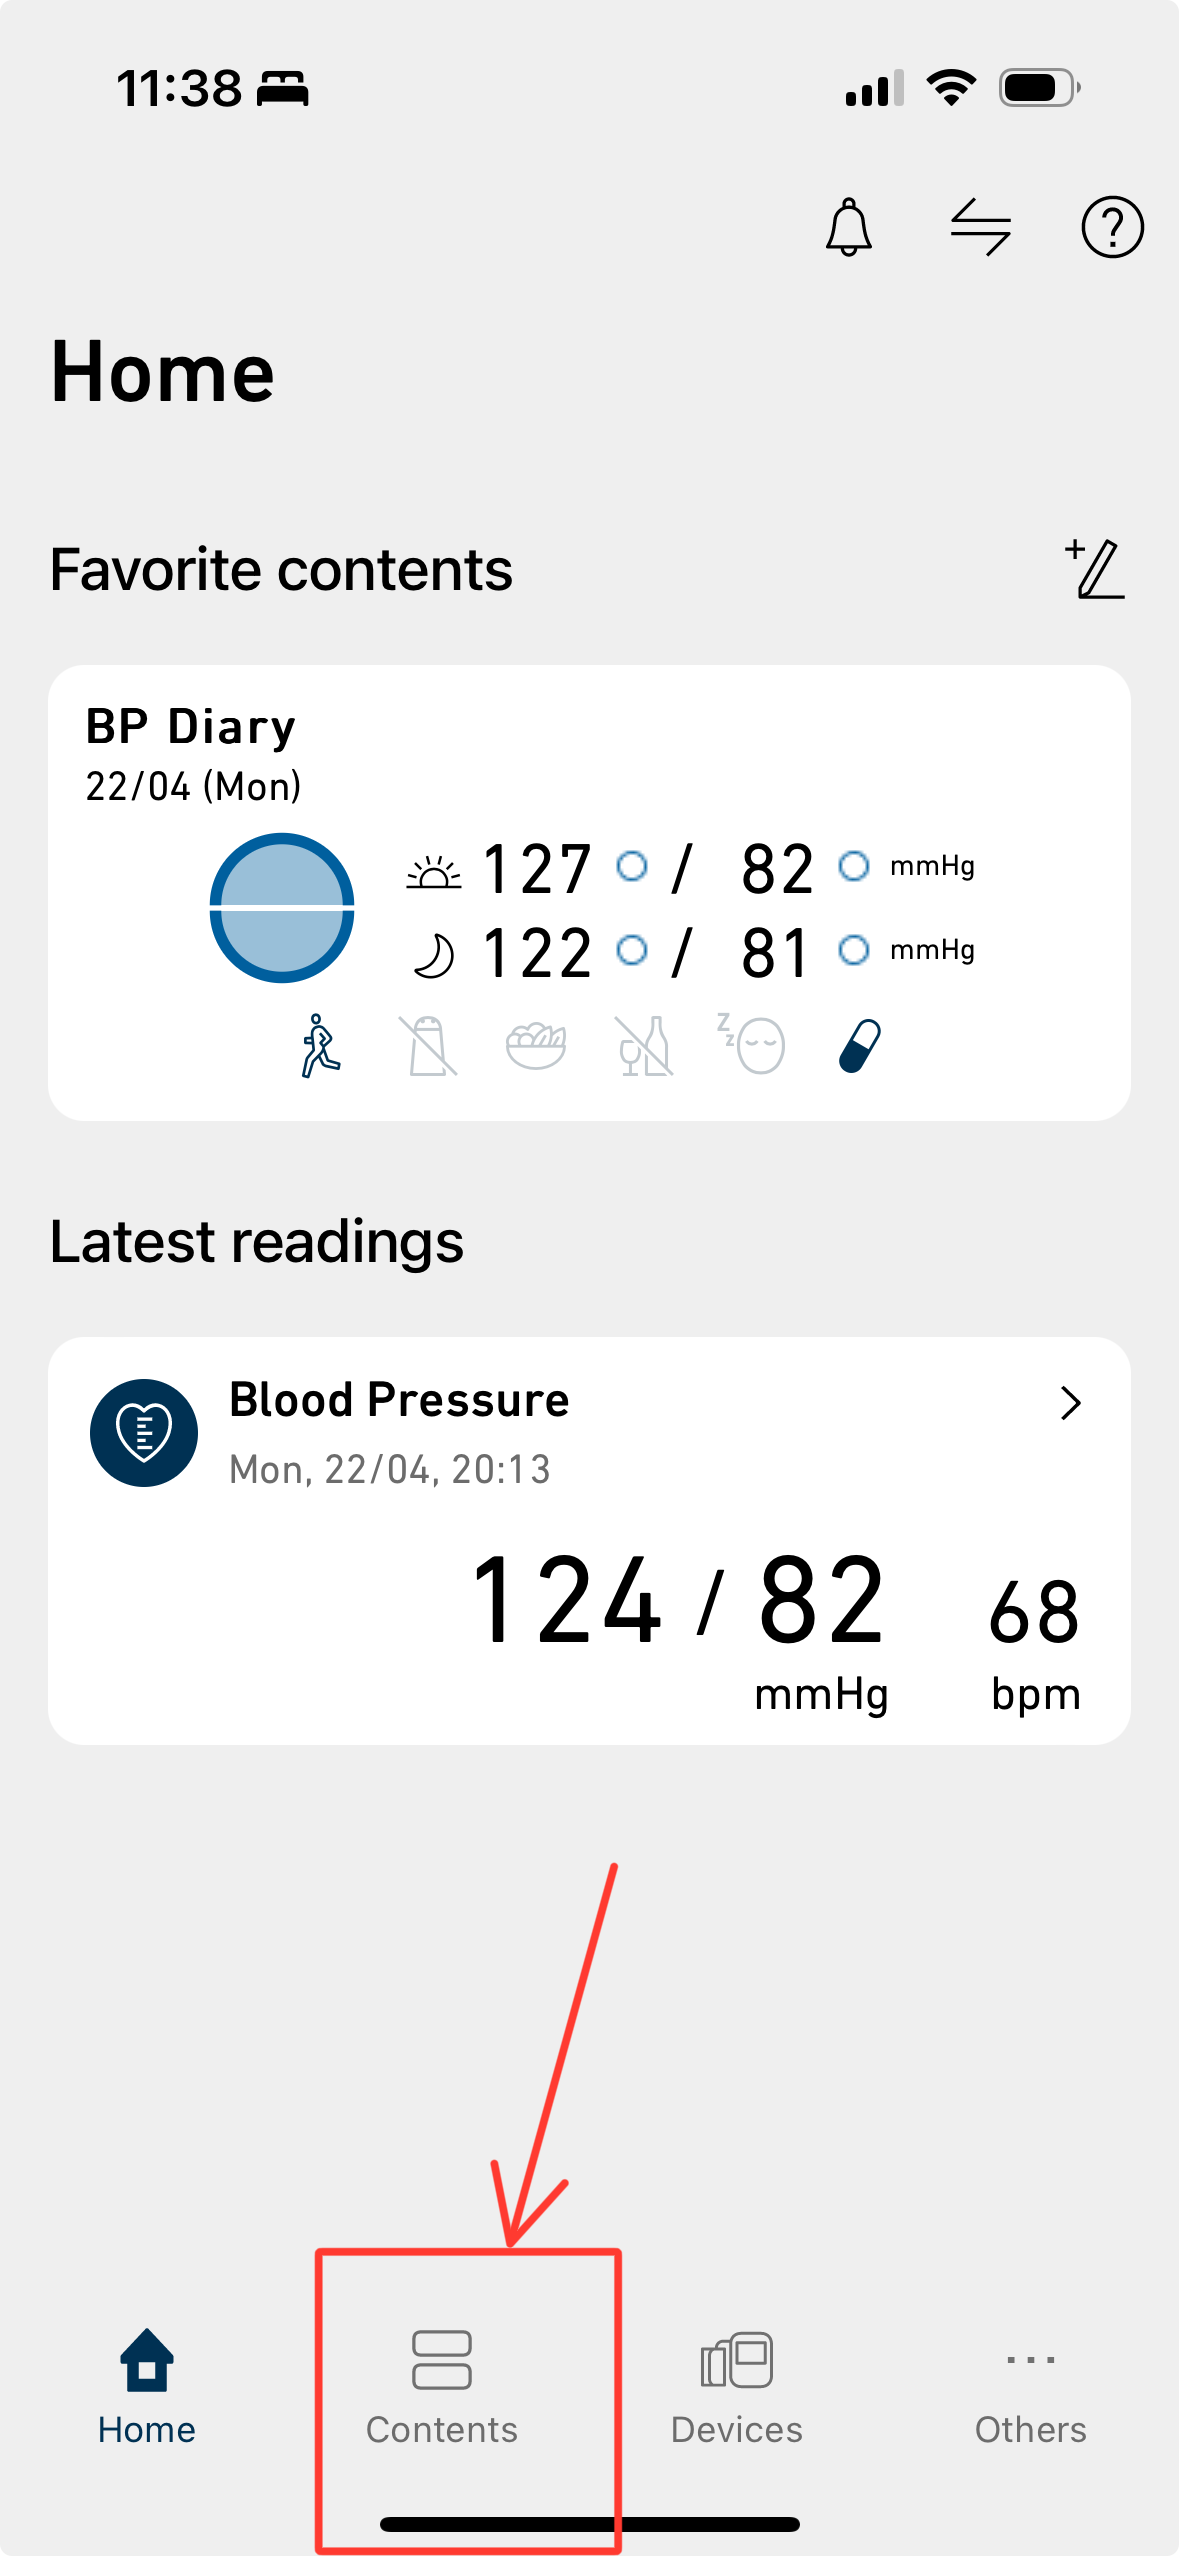 11:38
Home
Favorite contents
BP Diary
22/04 (Mon)
127 / 82 mmHg
122 / 81 mmHg
Latest readings
Blood Pressure
Mon, 22/04, 20:13
124 / 82 68
mmHg bpm
Home Contents Devices Others